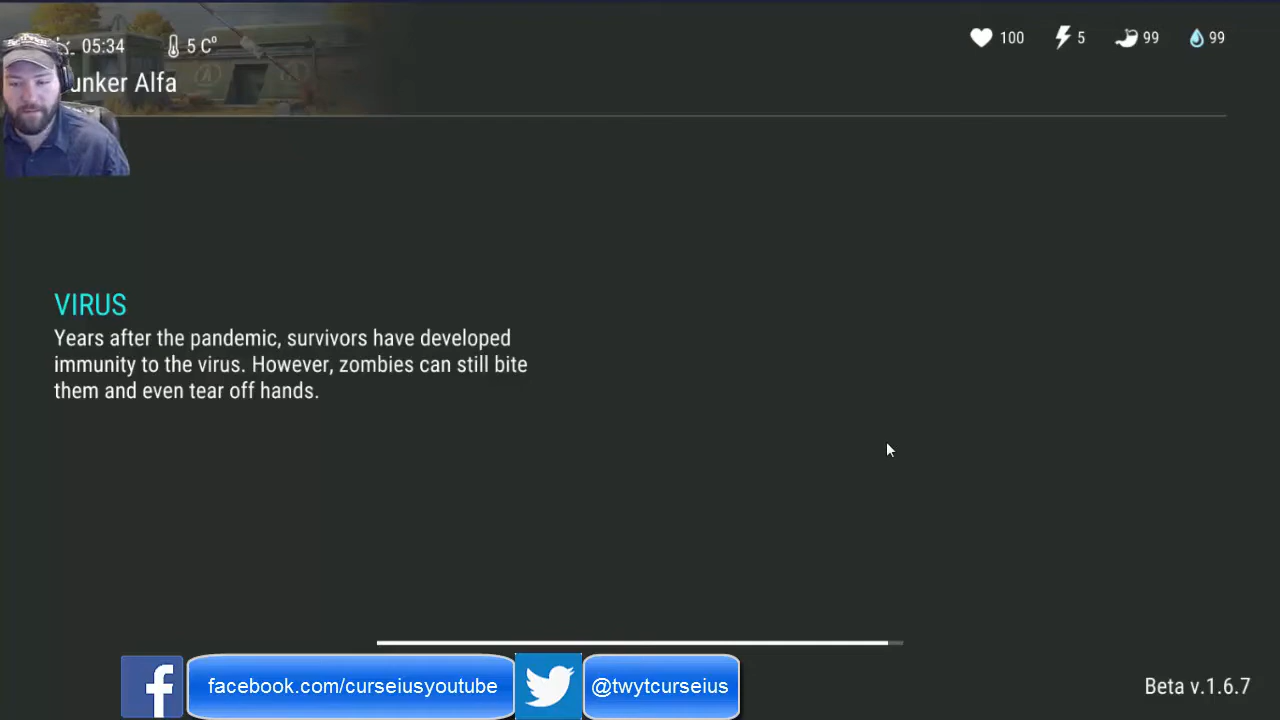 05:34 5 C°
100 5 99 99
unker Alfa
VIRUS
Years after the pandemic, survivors have developed
immunity to the virus. However, zombies can still bite
them and even tear off hands.
facebook.com/curseiusyoutube @twytcurseius
Beta v.1.6.7